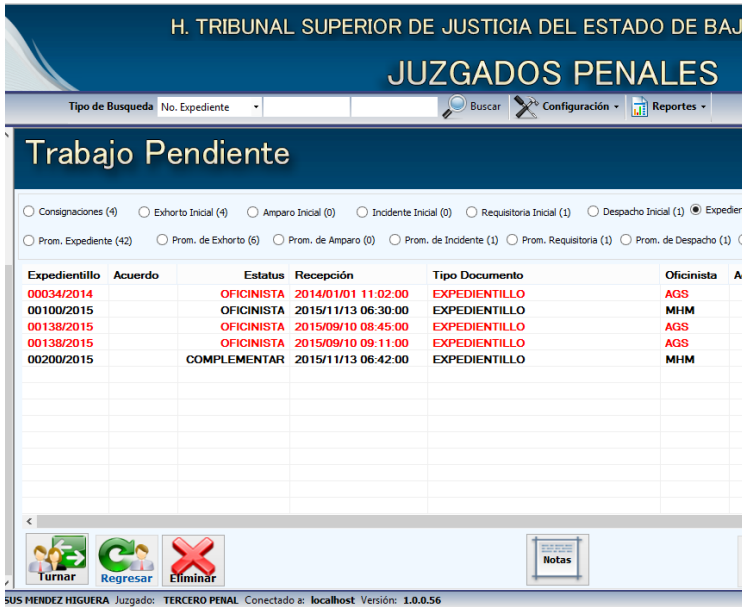 H. TRIBUNAL SUPERIOR DE JUSTICIA DEL ESTADO DE BAJ
JUZGADOS PENALES
Tipo de Busqueda No. Expediente Buscar Configuración Reportes
Trabajo Pendiente
Consignaciones (4) Exhorto Inicial (4) Amparo Inicial (0) Incidente Inicial (0) Requisitoria Inicial (1) Despacho Inicial (1) Expedien
Prom. Expediente (42) Prom. de Exhorto (6) Prom. de Amparo (0) Prom. de Incidente (1) Prom. Requisitoria (1) Prom. de Despacho (1)
Expedientillo Acuerdo Estatus Recepción Tipo Documento Oficinista A
00034/2014 OFICINISTA 2014/01/01 11:02:00 EXPEDIENTILLO AGS
00100/2015 OFICINISTA 2015/11/13 06:30:00 EXPEDIENTILLO MHM
00138/2015 OFICINISTA 2015/09/10 08:45:00 EXPEDIENTILLO AGS
00138/2015 OFICINISTA 2015/09/10 09:11:00 EXPEDIENTILLO AGS
00200/2015 COMPLEMENTAR 2015/11/13 06:42:00 EXPEDIENTILLO MHM
Turnar Regresar Eliminar Notas
SUS MENDEZ HIGUERA Juzgado: TERCERO PENAL Conectado a: localhost Versión: 1.0.0.56